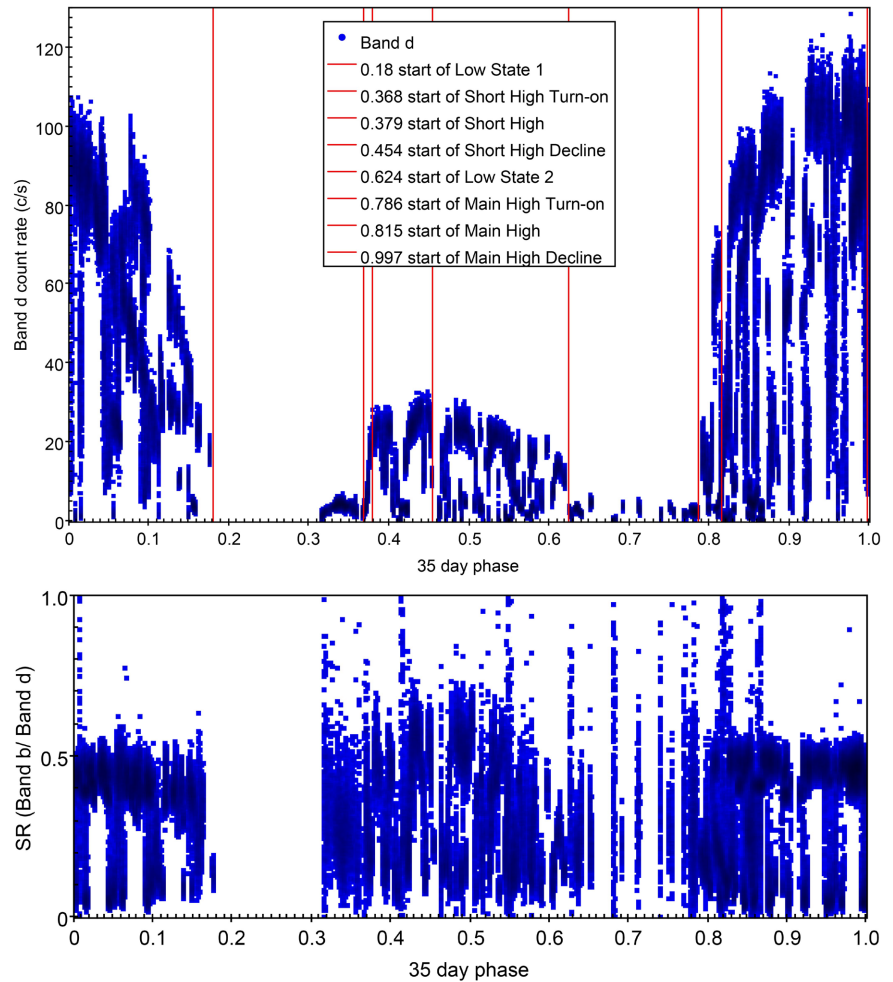 120
100
80
60
40
20
0
Band d count rate (c/s)
Band d
0.18 start of Low State 1
0.368 start of Short High Turn-on
0.379 start of Short High
0.454 start of Short High Decline
0.624 start of Low State 2
0.786 start of Main High Turn-on
0.815 start of Main High
0.997 start of Main High Decline
0 0.1 0.2 0.3 0.4 0.5 0.6 0.7 0.8 0.9 1.0
35 day phase
1.0
0.5
0
SR (Band b/ Band d)
0 0.1 0.2 0.3 0.4 0.5 0.6 0.7 0.8 0.9 1.0
35 day phase